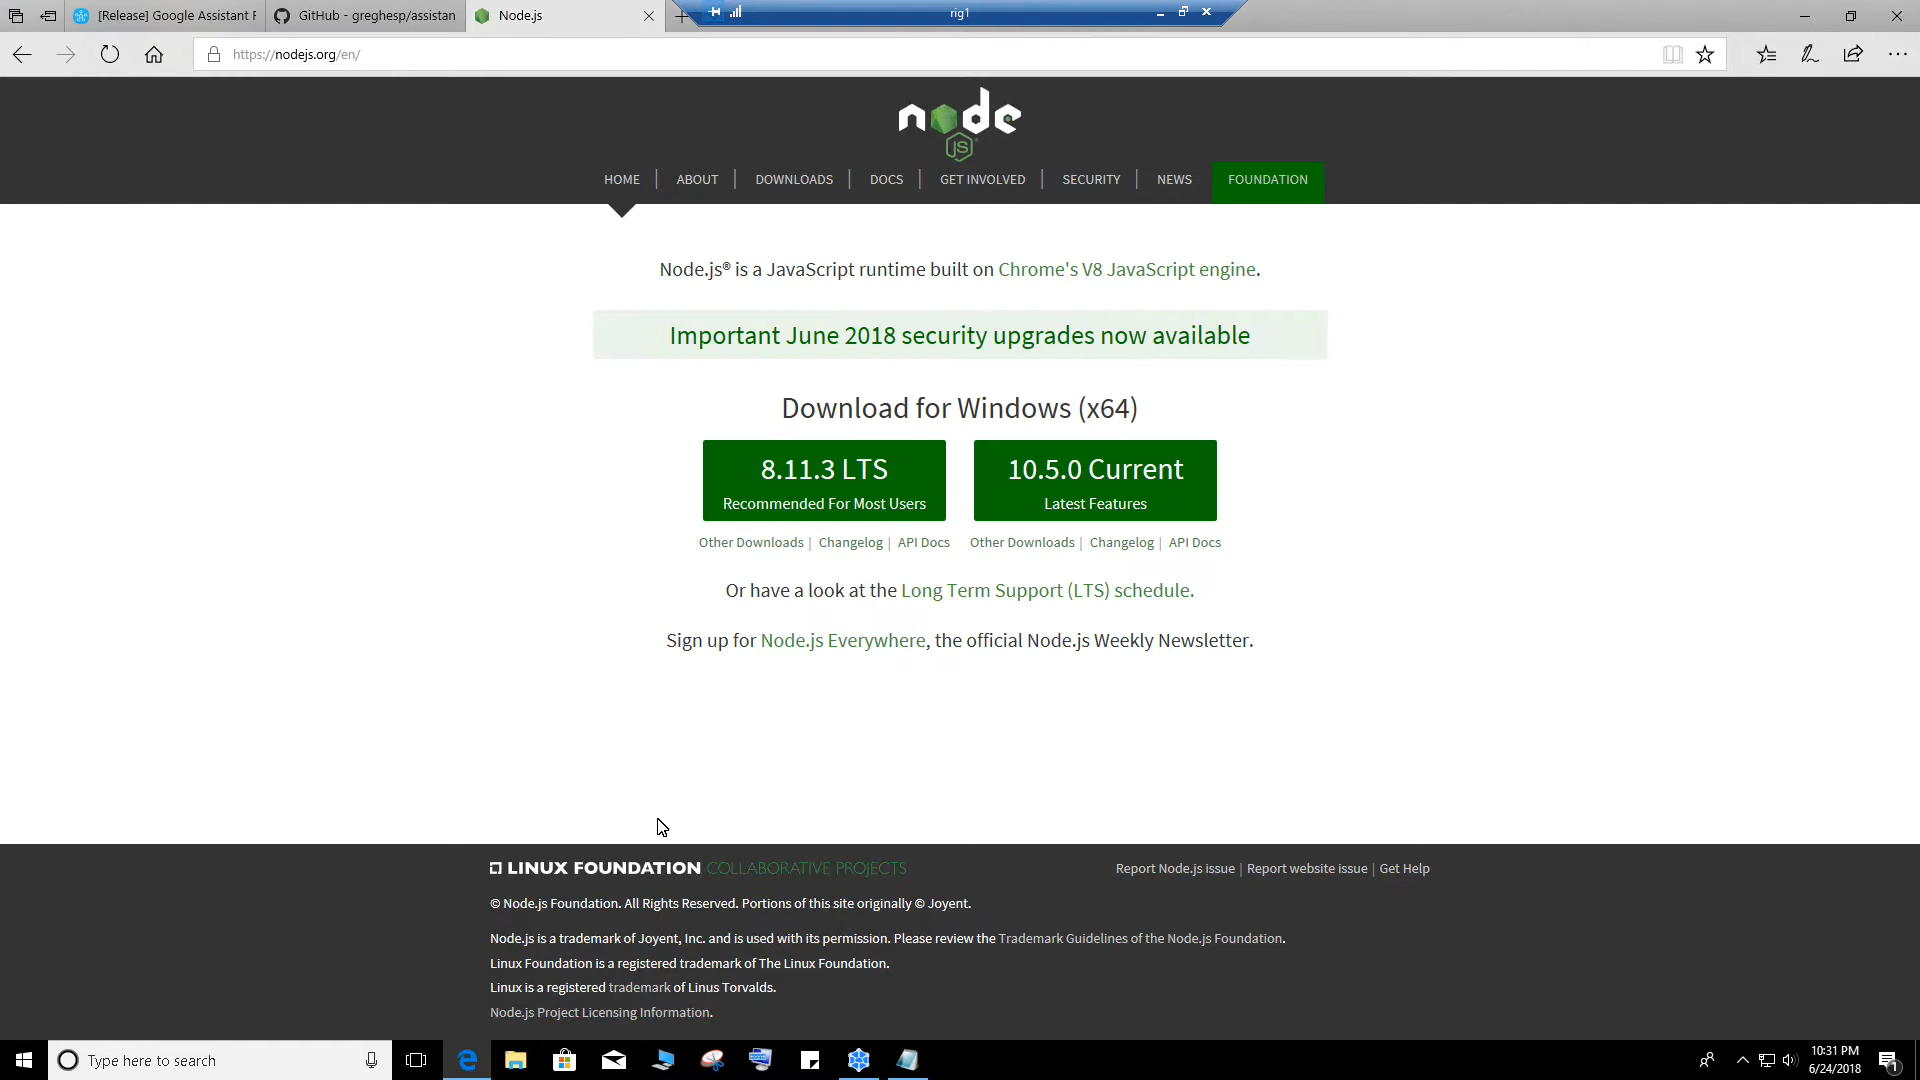 [Release] Google Assistant F
GitHub - greghesp/assistan
Node.js
rig1
https://nodejs.org/en/
node
JS
HOME | ABOUT | DOWNLOADS | DOCS | GET INVOLVED | SECURITY | NEWS FOUNDATION
Node.js® is a JavaScript runtime built on Chrome's V8 JavaScript engine.
Important June 2018 security upgrades now available
Download for Windows (x64)
8.11.3 LTS
Recommended For Most Users
10.5.0 Current
Latest Features
Other Downloads | Changelog | API Docs
Other Downloads | Changelog | API Docs
Or have a look at the Long Term Support (LTS) schedule.
Sign up for Node.js Everywhere, the official Node.js Weekly Newsletter.
LINUX FOUNDATION COLLABORATIVE PROJECTS
Report Node.js issue | Report website issue | Get Help
© Node.js Foundation. All Rights Reserved. Portions of this site originally © Joyent.
Node.js is a trademark of Joyent, Inc. and is used with its permission. Please review the Trademark Guidelines of the Node.js Foundation.
Linux Foundation is a registered trademark of The Linux Foundation.
Linux is a registered trademark of Linus Torvalds.
Node.js Project Licensing Information.
Type here to search
10:31 PM
6/24/2018
1